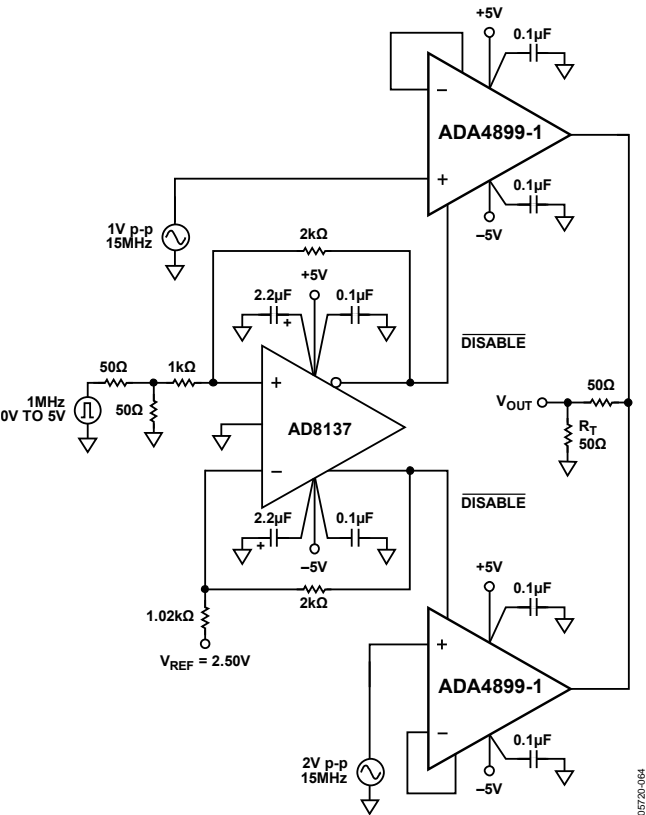 +5V
0.1µF
−
ADA4899-1
+
0.1µF
–5V
1V p-p
15MHz
2kΩ
+5V
2.2µF
0.1µF
+
DISABLE
50Ω
1kΩ
+
1MHz
0V TO 5V
50Ω
AD8137
VOUT
50Ω
RT
50Ω
−
DISABLE
2.2µF
0.1µF
+
–5V
2kΩ
+5V
0.1µF
1.02kΩ
VREF = 2.50V
+
ADA4899-1
−
2V p-p
15MHz
0.1µF
–5V
05720-064